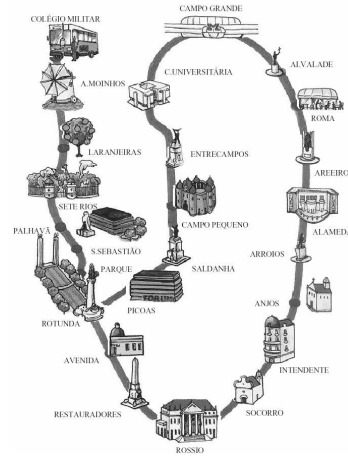 CAMPO GRANDE
COLÉGIO MILITAR
ALVALADE
C.UNIVERSITÁRIA
A.MOINHOS
ROMA
LARANJEIRAS
ENTRECAMPOS
AREEIRO
SETE RIOS
CAMPO PEQUENO
ALAMEDA
PALHAVÃ
S.SEBASTIÃO
ARROIOS
PARQUE
SALDANHA
FORUM
ROTUNDA
PICOAS
ANJOS
AVENIDA
INTENDENTE
RESTAURADORES
SOCORRO
ROSSIO